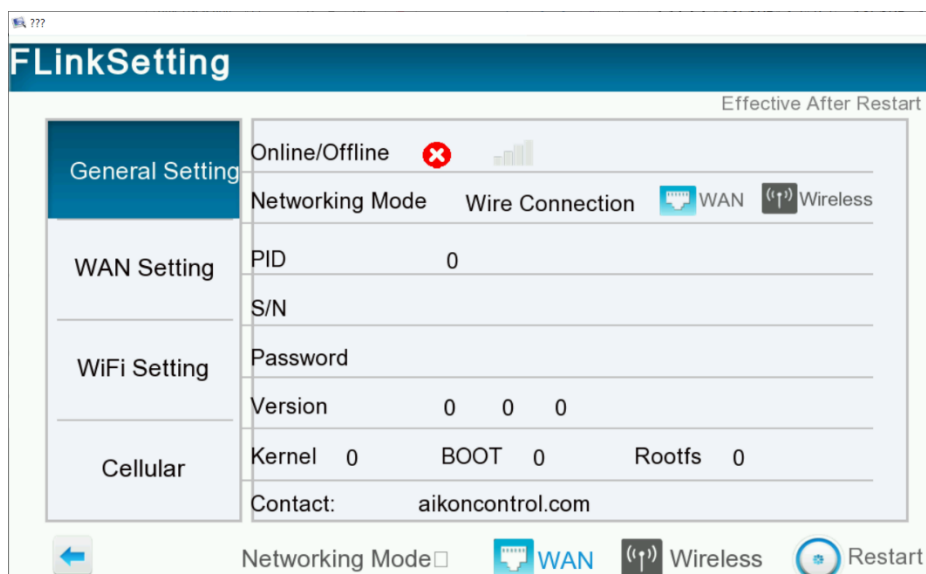 ???
FLinkSetting
Effective After Restart
General Setting
WAN Setting
WiFi Setting
Cellular
Online/Offline
Networking Mode Wire Connection WAN Wireless
PID 0
S/N
Password
Version 0 0 0
Kernel 0 BOOT 0 Rootfs 0
Contact: aikoncontrol.com
Networking Mode□ WAN Wireless Restart